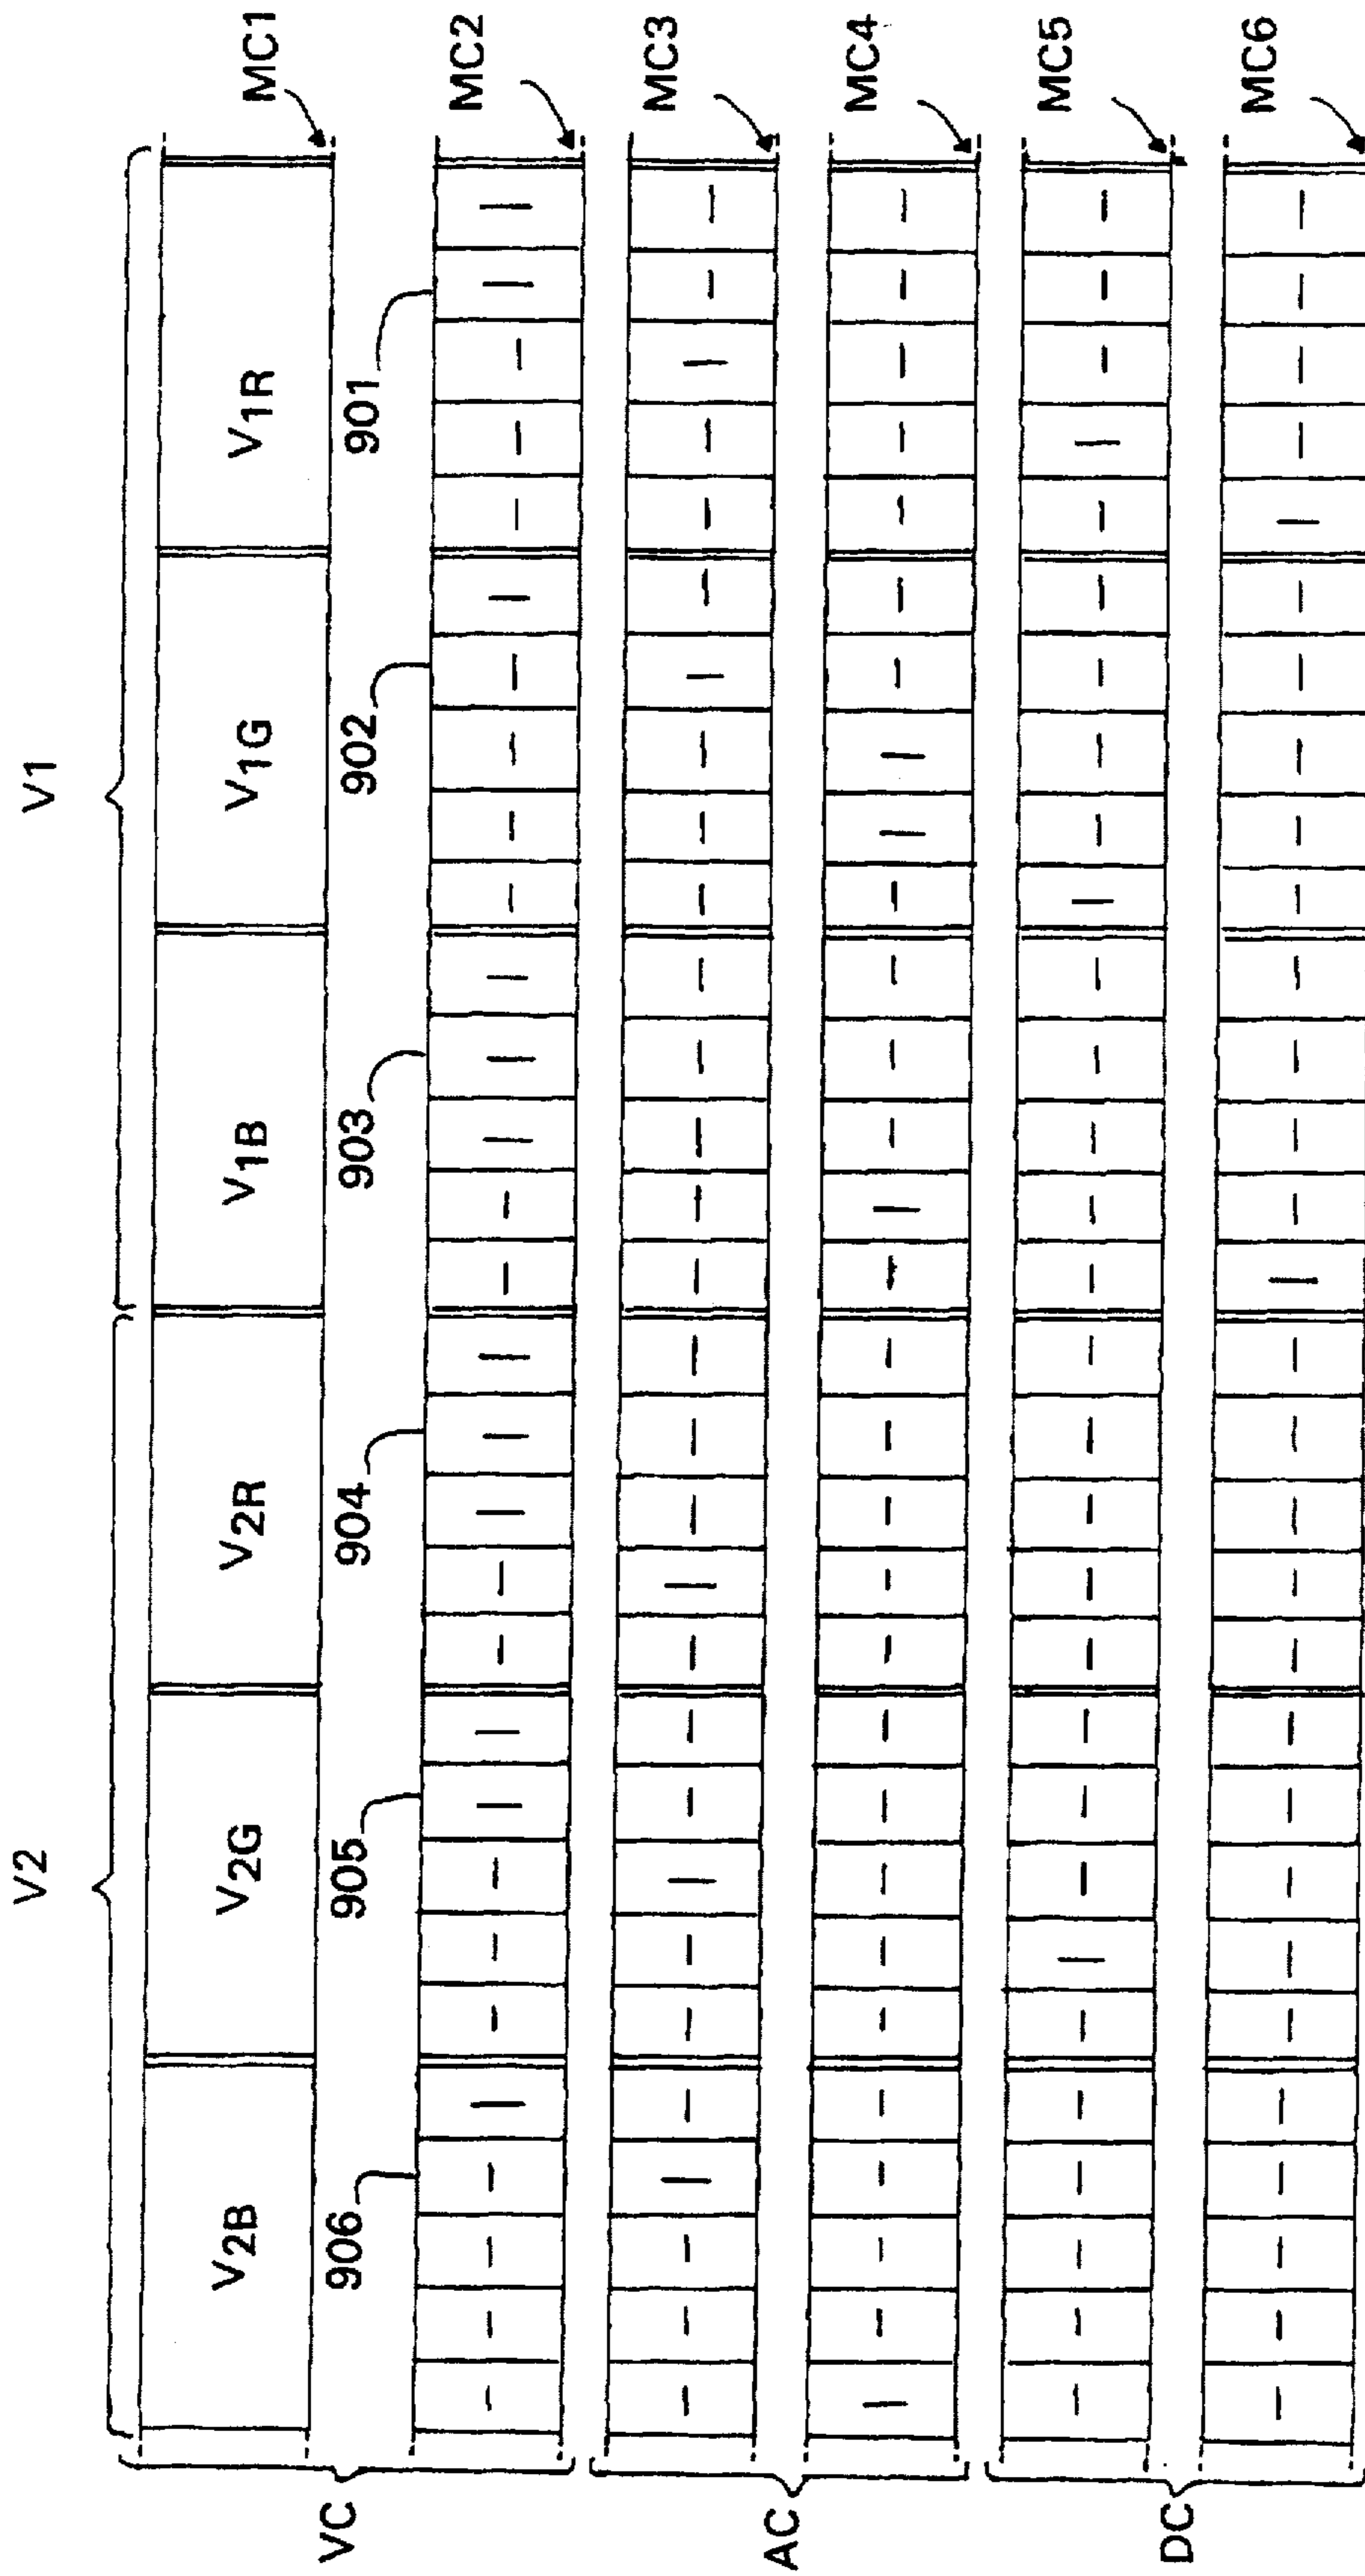 V2
V1
V2B
V2G
V2R
V1B
V1G
V1R
MC1
VC
906
905
904
903
902
901
MC2
MC3
AC
MC4
MC5
DC
MC6